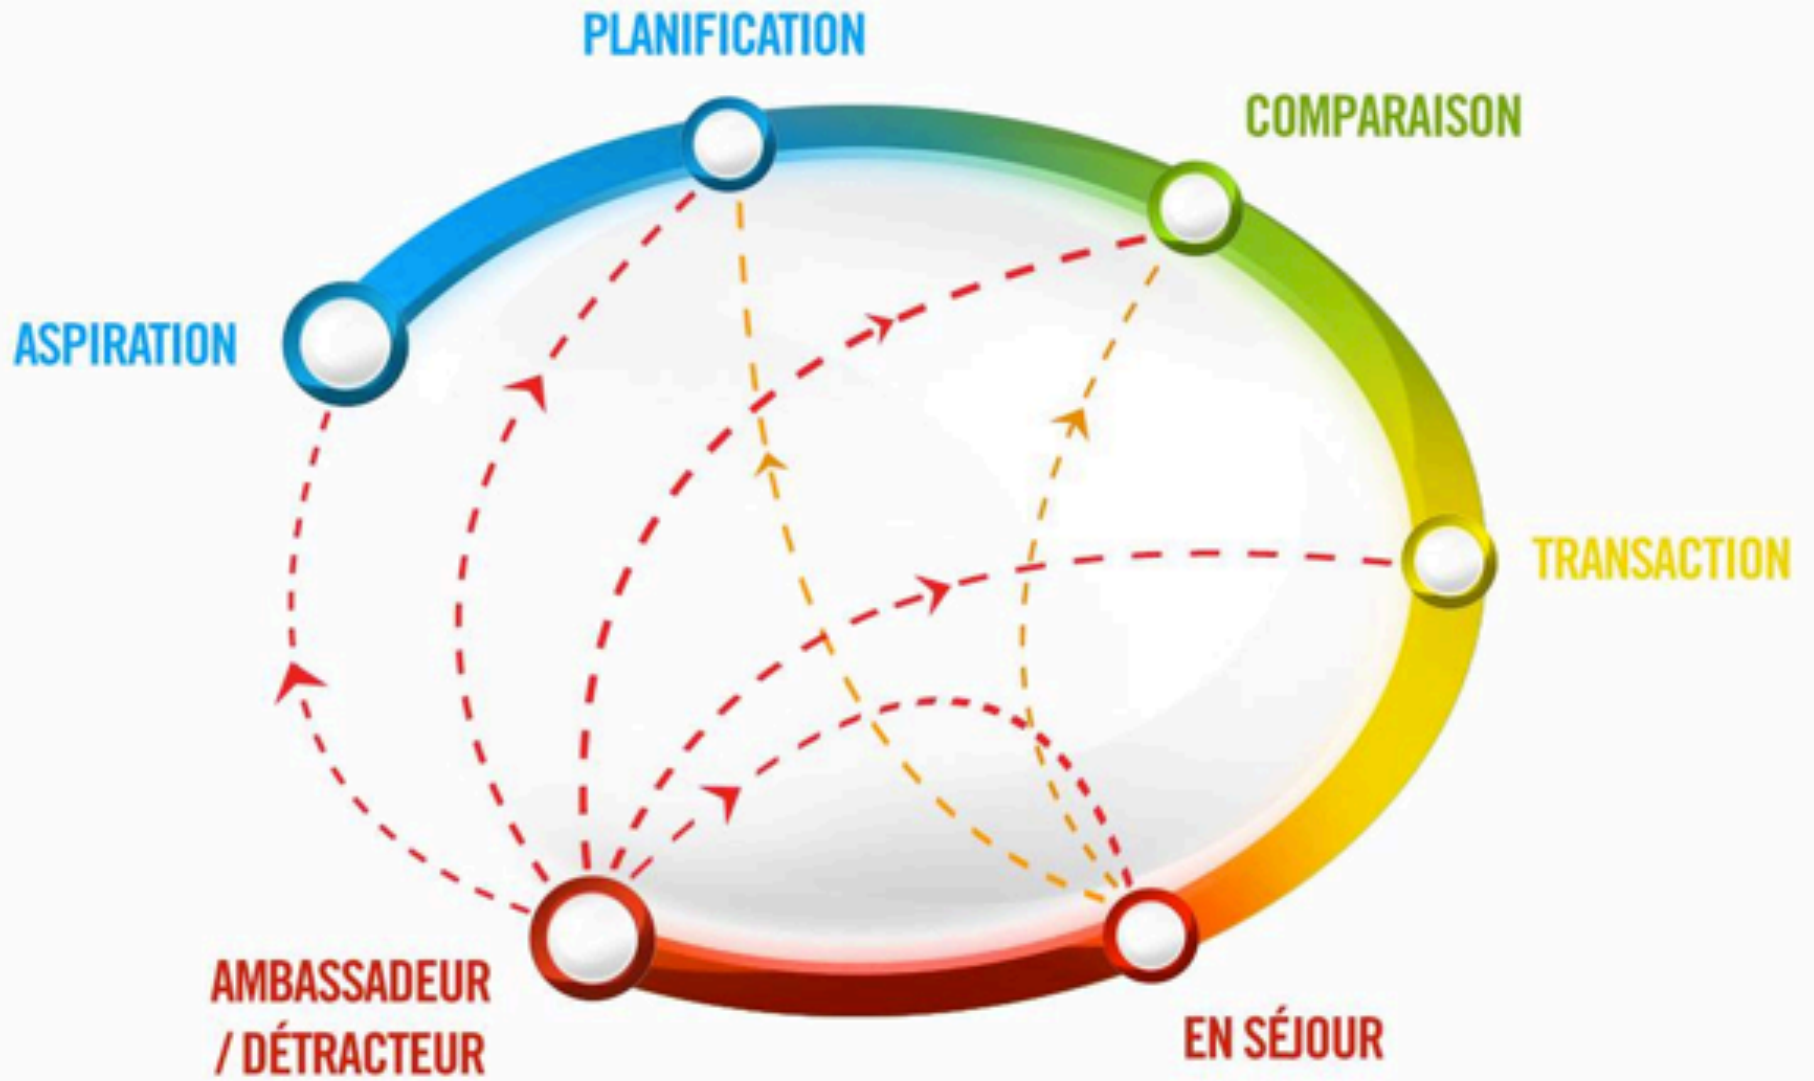 PLANIFICATION
COMPARAISON
ASPIRATION
TRANSACTION
AMBASSADEUR
/ DÉTRACTEUR
EN SÉJOUR